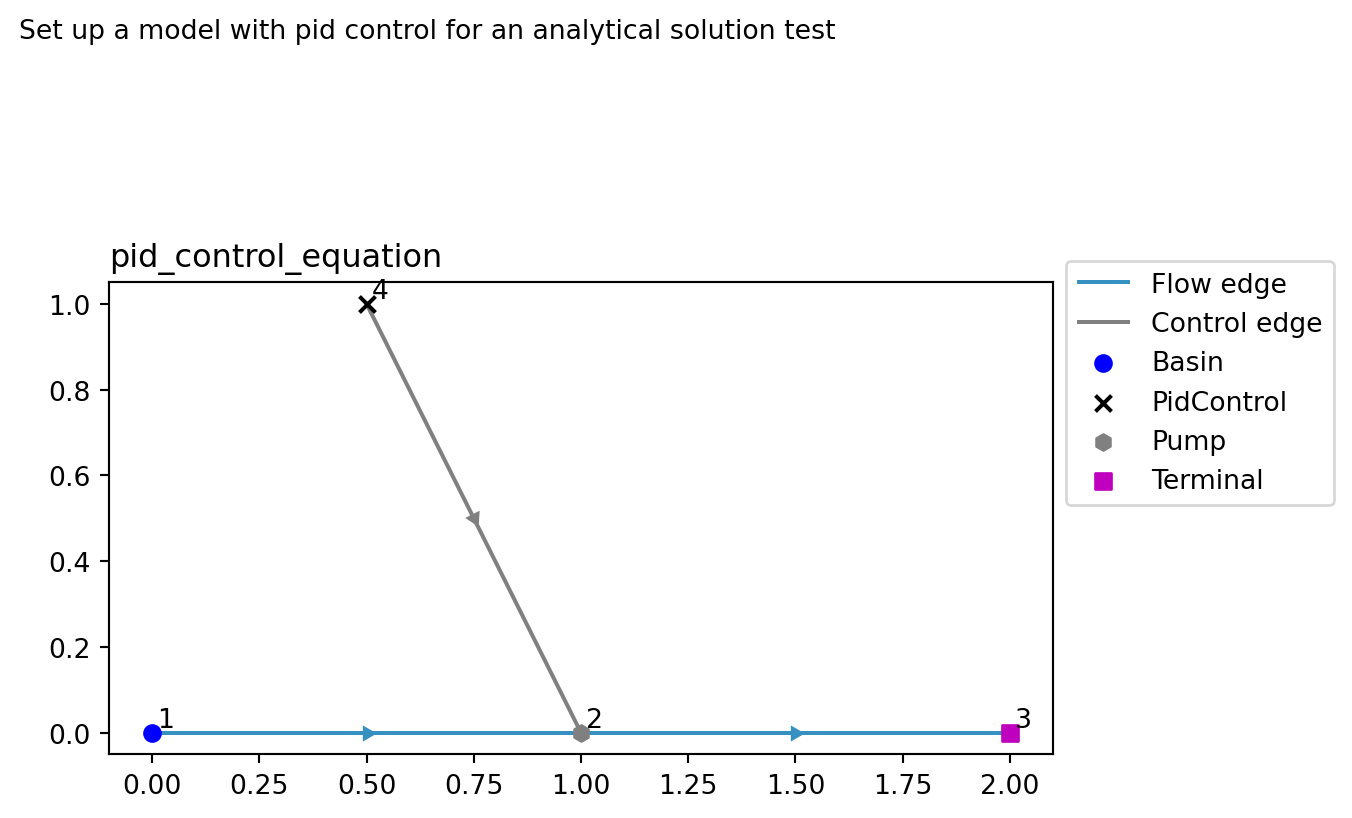 Set up a model with pid control for an analytical solution test
pid_control_equation
4
1
2
3
1.0
0.8
0.6
0.4
0.2
0.0
0.00 0.25 0.50 0.75 1.00 1.25 1.50 1.75 2.00
Flow edge
Control edge
Basin
PidControl
Pump
Terminal